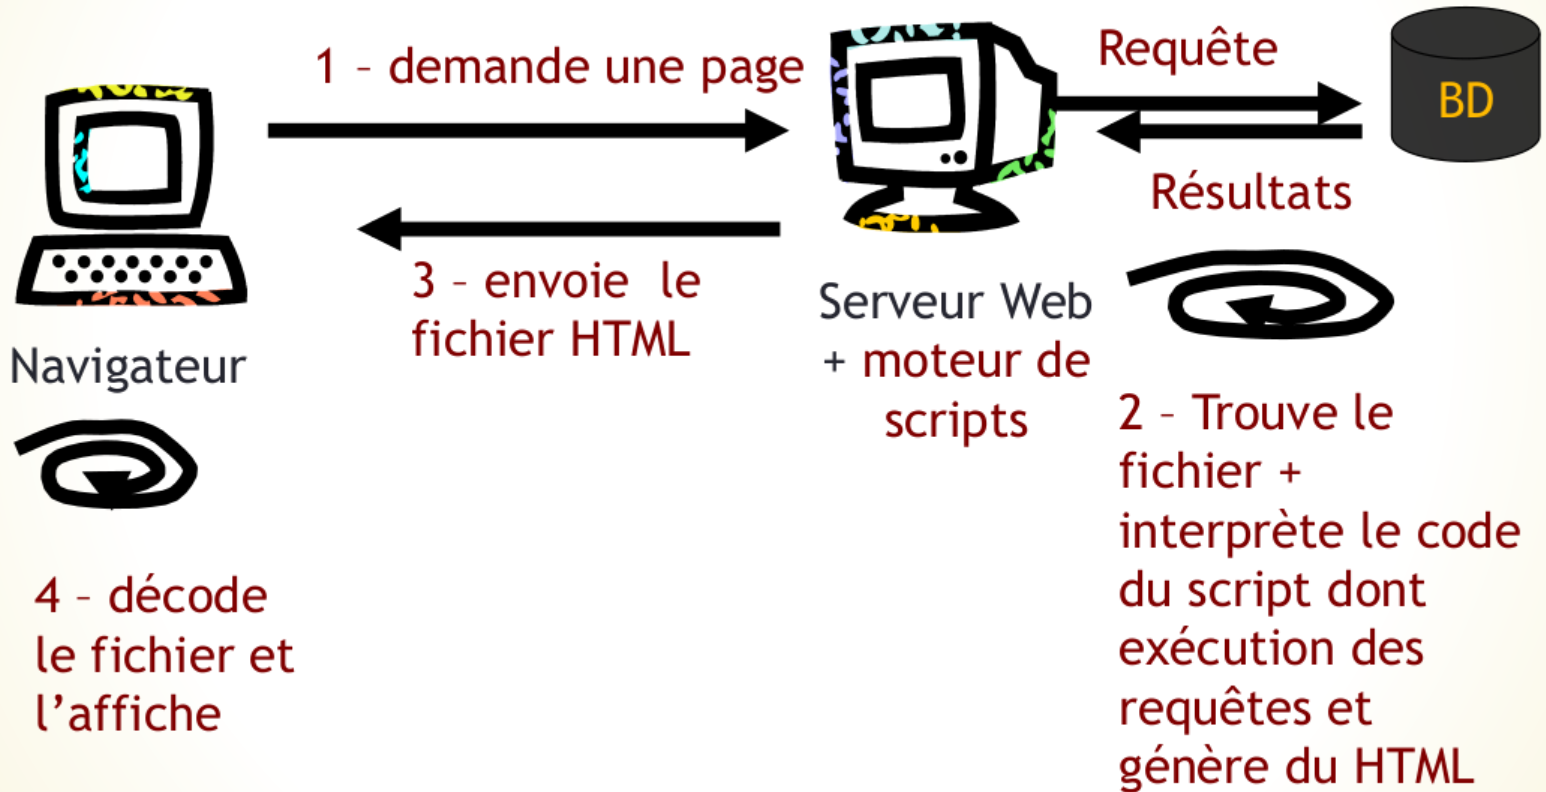 1 – demande une page
Requête
BD
Résultats
3 – envoie le
fichier HTML
Serveur Web
+ moteur de
scripts
Navigateur
2 – Trouve le
fichier +
interprète le code
du script dont
exécution des
requêtes et
génère du HTML
4 – décode
le fichier et
l’affiche